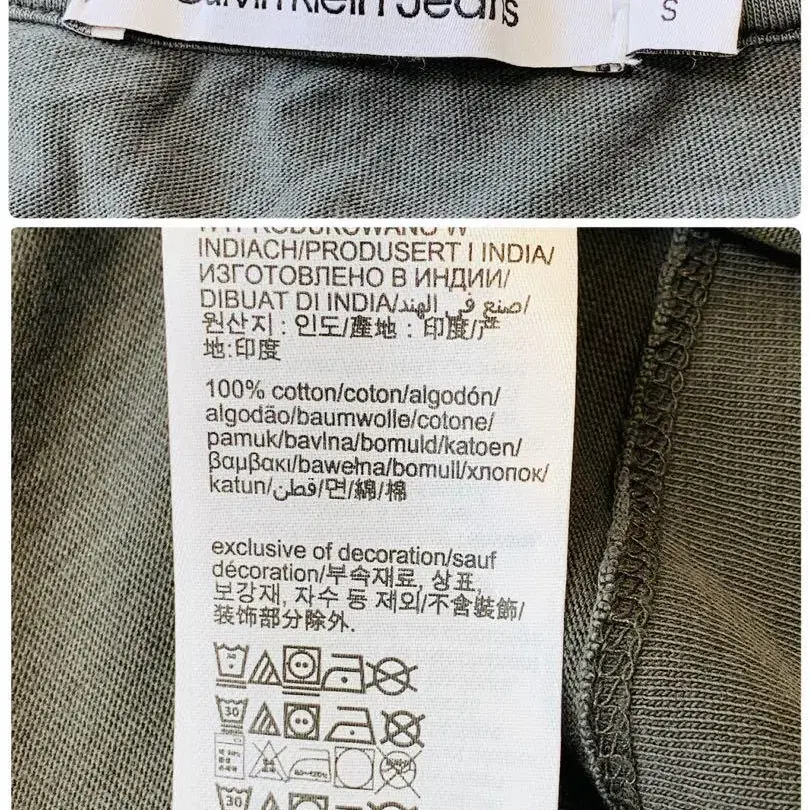 Calvin Klein Jeans
S
WYPRODUKOWANO W
INDIACH/PRODUSERT I INDIA/
ИЗГОТОВЛЕНО В ИНДИИ/
DIBUAT DI INDIA/صنع في الهند/
원산지 : 인도/產地 : 印度/产
地:印度
100% cotton/coton/algodón/
algodão/baumwolle/cotone/
pamuk/bavlna/bomuld/katoen/
βαμβακι/bawełna/bomull/хлопок/
katun/قطن/면/綿/棉
exclusive of decoration/sauf
décoration/부속재료, 상표,
보강재, 자수 등 제외/不含裝飾/
装饰部分除外.
30
30